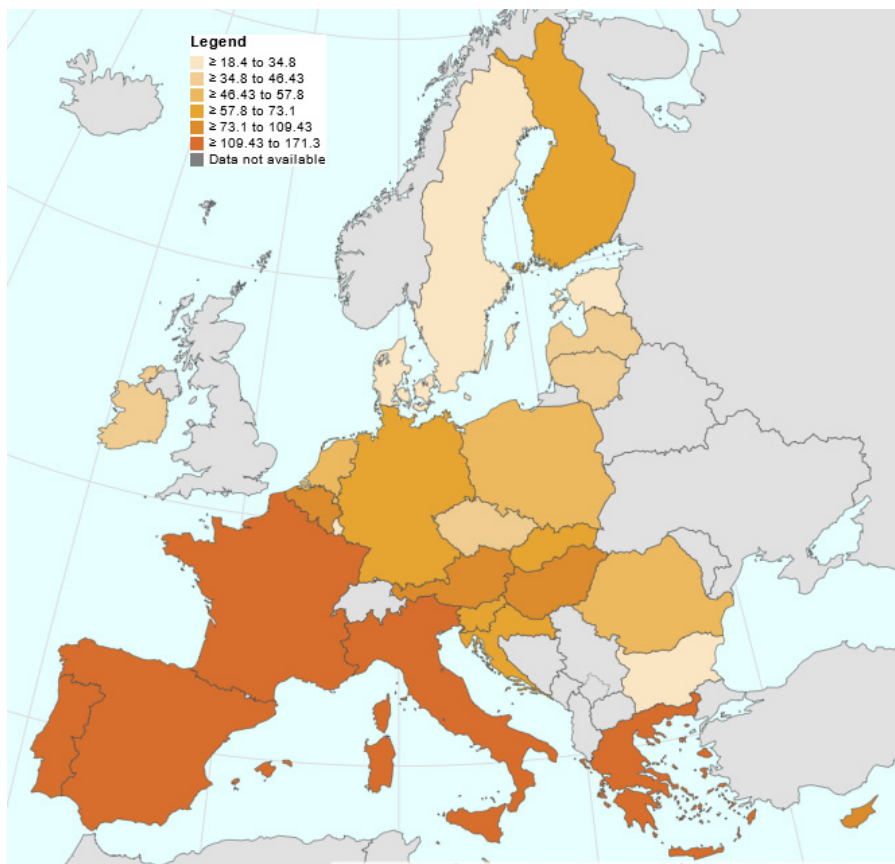 Legend
≥ 18.4 to 34.8
≥ 34.8 to 46.43
≥ 46.43 to 57.8
≥ 57.8 to 73.1
≥ 73.1 to 109.43
≥ 109.43 to 171.3
Data not available